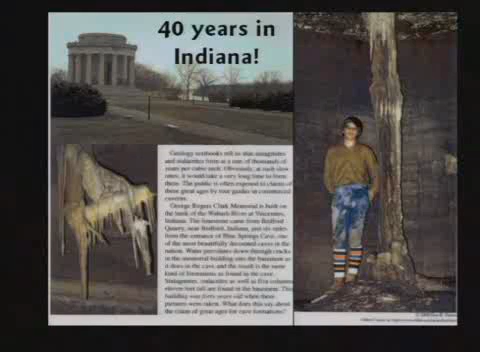 40 years in
Indiana!
Geology textbooks tell us that stalagmites
and stalactites form at a rate of thousands of
years per cubic inch. Obviously, at such slow
rates, it would take a very long time to form
them. The public is often exposed to claims of
these great ages by tour guides in commercial
caverns.
George Rogers Clark Memorial is built on
the bank of the Wabash River at Vincennes,
Indiana. The limestone came from Bedford
Quarry, near Bedford, Indiana, just six miles
from the entrance of Blue Springs Cave, one
of the most beautifully decorated caves in the
nation. Water percolates down through cracks
in the memorial building into the basement as
it does in the cave and the result is the same
kind of formations as found in the cave.
Stalagmites, stalactites as well as five columns
eleven feet tall are found in the basement. This
building was forty years old when these
pictures were taken. What does this say about
the claim of great ages for cave formations?